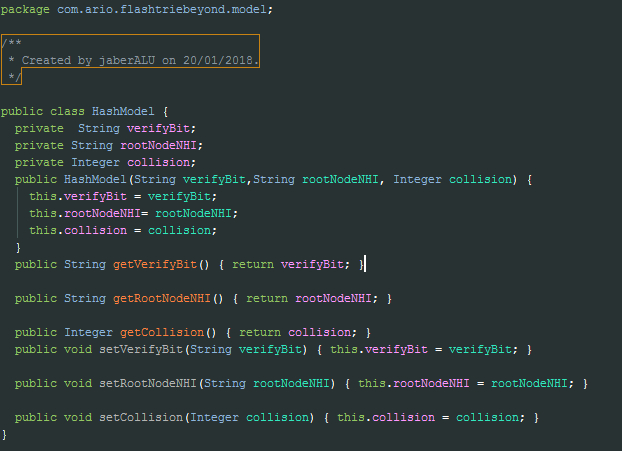 package com.ario.flashtriebeyond.model;
/**
* Created by jaberALU on 20/01/2018.
*/
public class HashModel {
private  String verifyBit;
private String rootNodeNHI;
private Integer collision;
public HashModel(String verifyBit,String rootNodeNHI, Integer collision) {
this.verifyBit = verifyBit;
this.rootNodeNHI= rootNodeNHI;
this.collision = collision;
}
public String getVerifyBit() { return verifyBit; }
public String getRootNodeNHI() { return rootNodeNHI; }
public Integer getCollision() { return collision; }
public void setVerifyBit(String verifyBit) { this.verifyBit = verifyBit; }
public void setRootNodeNHI(String rootNodeNHI) { this.rootNodeNHI = rootNodeNHI; }
public void setCollision(Integer collision) { this.collision = collision; }
}